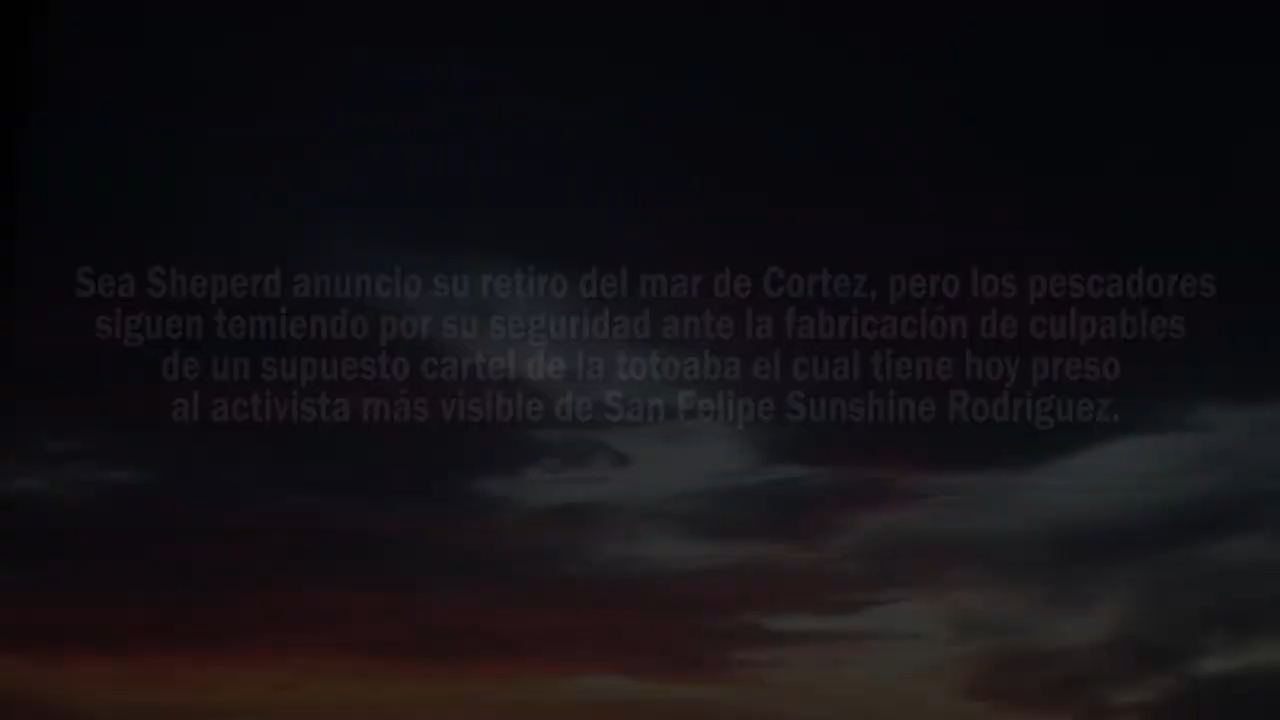 Sea Sheperd anuncio su retiro del mar de Cortez, pero los pescadores
siguen temiendo por su seguridad ante la fabricación de culpables
de un supuesto cartel de la totoaba el cual tiene hoy preso
al activista más visible de San Felipe Sunshine Rodriguez.